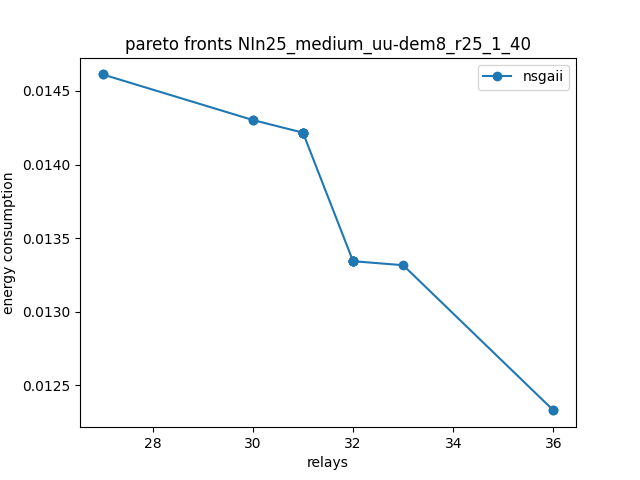 pareto fronts NIn25_medium_uu-dem8_r25_1_40
nsgaii
energy consumption
0.0145
0.0140
0.0135
0.0130
0.0125
28 30 32 34 36
relays